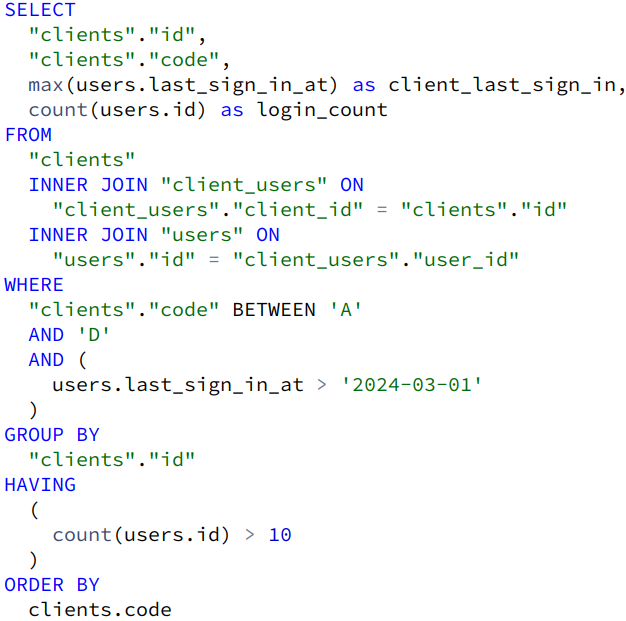 SELECT
  "clients"."id",
  "clients"."code",
  max(users.last_sign_in_at) as client_last_sign_in,
  count(users.id) as login_count
FROM
  "clients"
  INNER JOIN "client_users" ON
    "client_users"."client_id" = "clients"."id"
  INNER JOIN "users" ON
    "users"."id" = "client_users"."user_id"
WHERE
  "clients"."code" BETWEEN 'A'
  AND 'D'
  AND (
    users.last_sign_in_at > '2024-03-01'
  )
GROUP BY
  "clients"."id"
HAVING
  (
    count(users.id) > 10
  )
ORDER BY
  clients.code